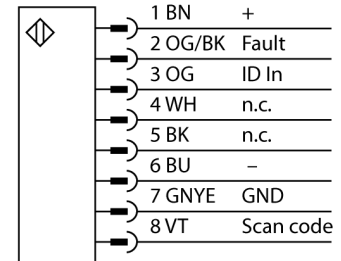 1 BN +
2 OG/BK Fault
3 OG ID In
4 WH n.c.
5 BK n.c.
6 BU –
7 GNYE GND
8 VT Scan code